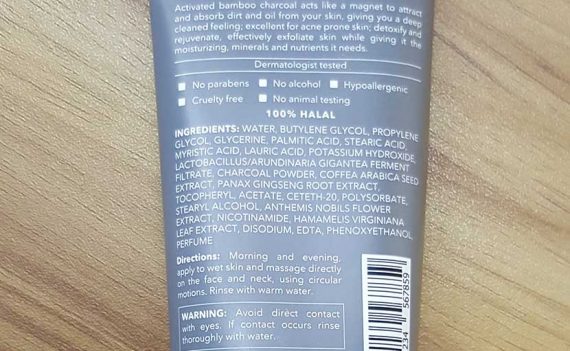 Activated bamboo charcoal acts like a magnet to attract
and absorb dirt and oil from your skin, giving you a deep
cleaned feeling; excellent for acne prone skin; detoxify and
rejuvenate, effectively exfoliate skin while giving it the
moisturizing, minerals and nutrients it needs.
Dermatologist tested
No parabens No alcohol Hypoallergenic
Cruelty free No animal testing
100% HALAL
INGREDIENTS: WATER, BUTYLENE GLYCOL, PROPYLENE
GLYCOL, GLYCERINE, PALMITIC ACID, STEARIC ACID,
MYRISTIC ACID, LAURIC ACID, POTASSIUM HYDROXIDE,
LACTOBACILLUS/ARUNDINARIA GIGANTEA FERMENT
FILTRATE, CHARCOAL POWDER, COFFEA ARABICA SEED
EXTRACT, PANAX GINGSENG ROOT EXTRACT,
TOCOPHERYL, ACETATE, CETETH-20, POLYSORBATE,
STEARYL ALCOHOL, ANTHEMIS NOBILS FLOWER
EXTRACT, NICOTINAMIDE, HAMAMELIS VIRGINIANA
LEAF EXTRACT, DISODIUM, EDTA, PHENOXYETHANOL,
PERFUME
Directions: Morning and evening,
apply to wet skin and massage directly
on the face and neck, using circular
motions. Rinse with warm water.
WARNING: Avoid direct contact
with eyes. If contact occurs rinse
thoroughly with water.
234 567859